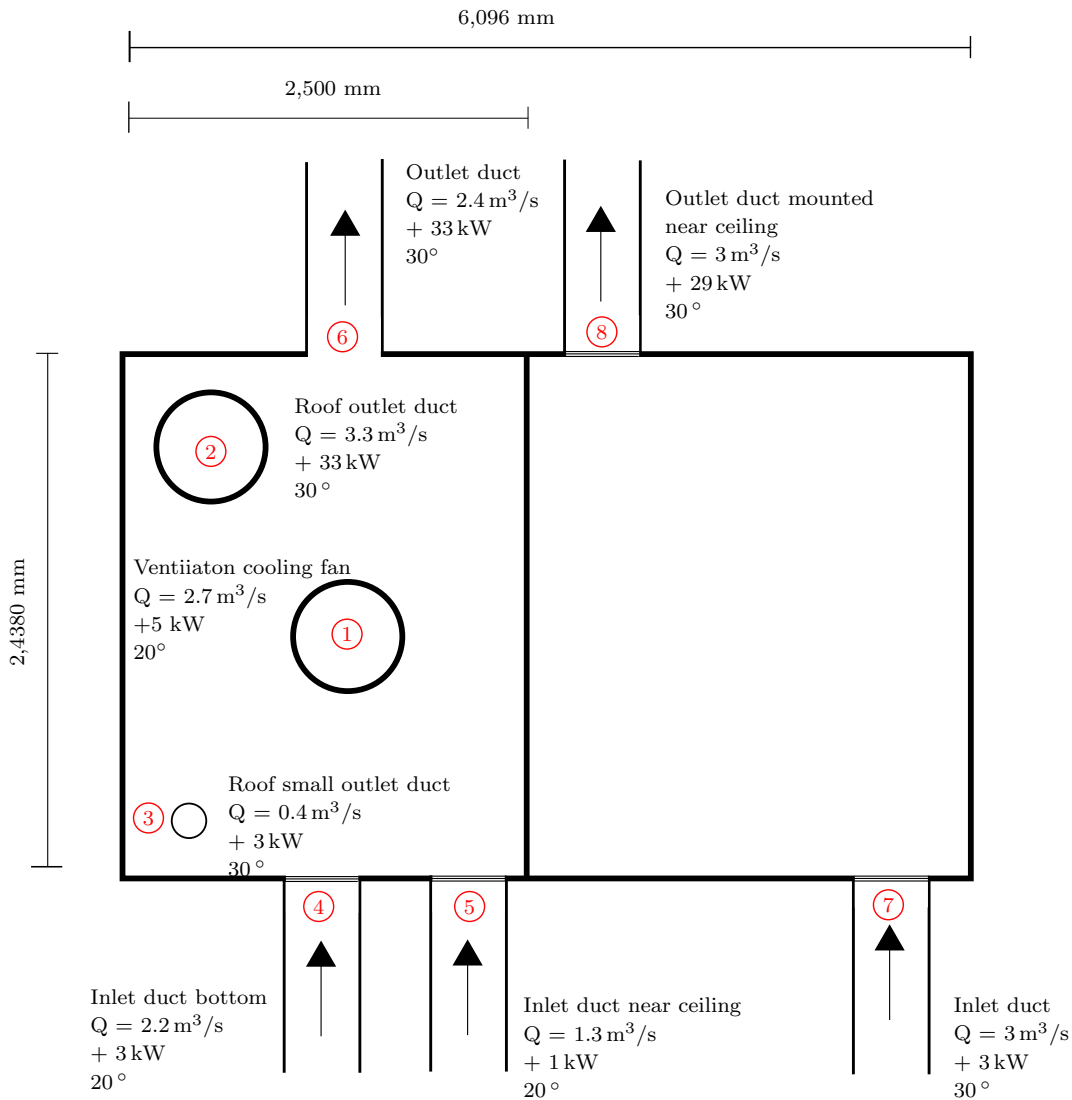 6,096 mm
2,500 mm
Outlet duct
Q = 2.4 m³/s
+ 33 kW
30°
Outlet duct mounted
near ceiling
Q = 3 m³/s
+ 29 kW
30 °
6
8
2
Roof outlet duct
Q = 3.3 m³/s
+ 33 kW
30 °
2,4380 mm
Ventiiaton cooling fan
Q = 2.7 m³/s
+5 kW
20°
1
3
Roof small outlet duct
Q = 0.4 m³/s
+ 3 kW
30 °
4
5
7
Inlet duct bottom
Q = 2.2 m³/s
+ 3 kW
20 °
Inlet duct near ceiling
Q = 1.3 m³/s
+ 1 kW
20 °
Inlet duct
Q = 3 m³/s
+ 3 kW
30 °